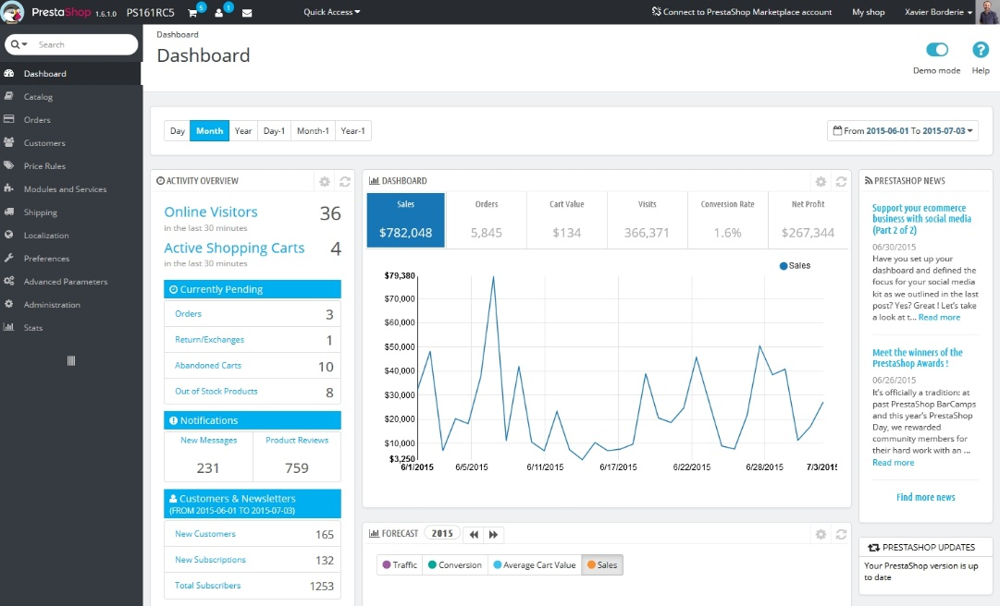 PrestaShop 1.6.1.0 PS161RC5 5 1 Quick Access Connect to PrestaShop Marketplace account My shop Xavier Borderie
Search
Dashboard
Catalog
Orders
Customers
Price Rules
Modules and Services
Shipping
Localization
Preferences
Advanced Parameters
Administration
Stats
Dashboard
Dashboard
Demo mode Help
Day Month Year Day-1 Month-1 Year-1
From 2015-06-01 To 2015-07-03
ACTIVITY OVERVIEW
Online Visitors 36
in the last 30 minutes
Active Shopping Carts 4
in the last 30 minutes
Currently Pending
Orders 3
Return/Exchanges 1
Abandoned Carts 10
Out of Stock Products 8
Notifications
New Messages Product Reviews
231 759
Customers & Newsletters
(FROM 2015-06-01 TO 2015-07-03)
New Customers 165
New Subscriptions 132
Total Subscribers 1253
DASHBOARD
Sales Orders Cart Value Visits Conversion Rate Net Profit
$782,048 5,845 $134 366,371 1.6% $267,344
Sales
$79,380
$70,000
$60,000
$50,000
$40,000
$30,000
$20,000
$10,000
$3,250
6/1/2015 6/5/2015 6/11/2015 6/17/2015 6/22/2015 6/28/2015 7/3/2015
FORECAST 2015
Traffic Conversion Average Cart Value Sales
PRESTASHOP NEWS
Support your ecommerce
business with social media
(Part 2 of 2)
06/30/2015
Have you set up your
dashboard and defined the
focus for your social media
kit as we outlined in the last
post? Yes? Great ! Let's take
a look at t... Read more
Meet the winners of the
PrestaShop Awards !
06/26/2015
It's officially a tradition: at
past PrestaShop BarCamps
and this year's PrestaShop
Day, we rewarded
community members for
their hard work with an ...
Read more
Find more news
PRESTASHOP UPDATES
Your PrestaShop version is up
to date